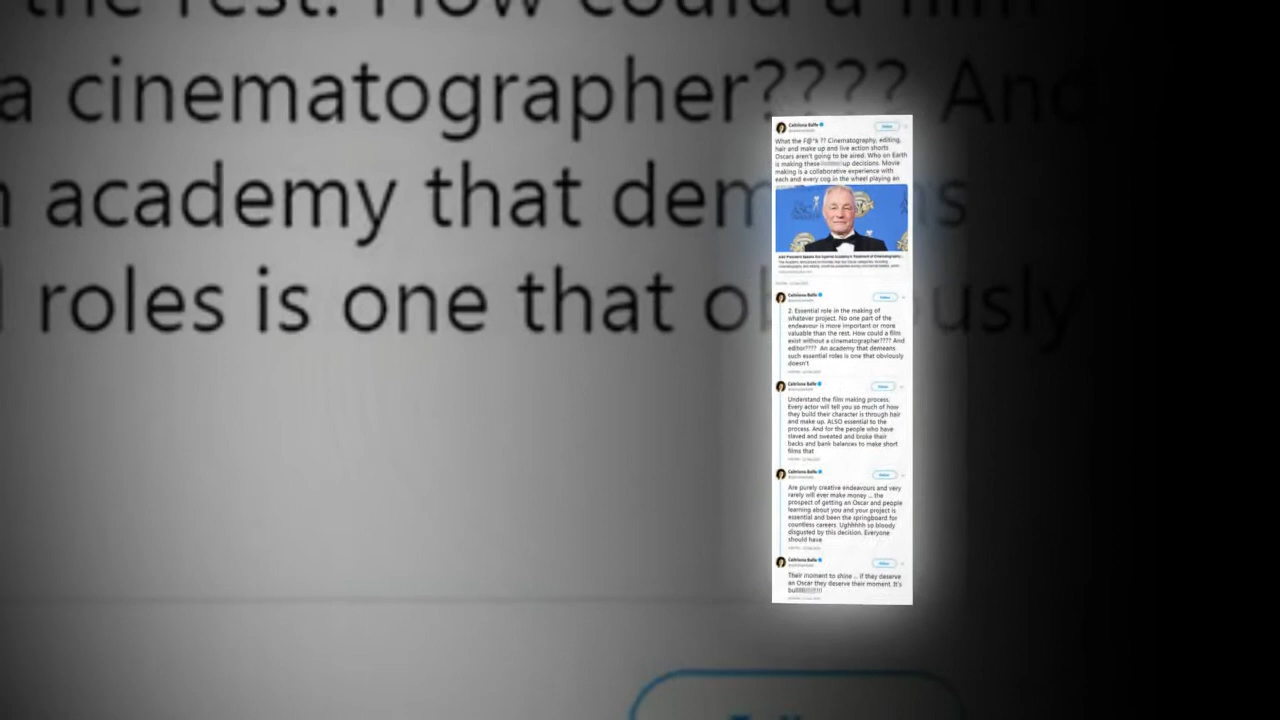 the rest. How could a film
a cinematographer???? And
academy that demeans
roles is one that obviously
Caitriona Balfe
Follow
What the F@*k ?? Cinematography, editing,
hair and make up and live action shorts
Oscars aren't going to be aired. Who on Earth
is making these up decisions. Movie
making is a collaborative experience with
each and every cog in the wheel playing an
Caitriona Balfe
Follow
2. Essential role in the making of
whatever project. No one part of the
endeavour is more important or more
valuable than the rest. How could a film
exist without a cinematographer???? And
editor???? An academy that demeans
such essential roles is one that obviously
doesn't
Caitriona Balfe
Follow
Understand the film making process.
Every actor will tell you so much of how
they build their character is through hair
and make up. ALSO essential to the
process. And for the people who have
slaved and sweated and broke their
backs and bank balances to make short
films that
Caitriona Balfe
Follow
Are purely creative endeavours and very
rarely will ever make money ... the
prospect of getting an Oscar and people
learning about you and your project is
essential and been the springboard for
countless careers. Ughhhhh so bloody
disgusted by this decision. Everyone
should have
Caitriona Balfe
Follow
Their moment to shine ... if they deserve
an Oscar they deserve their moment. It's